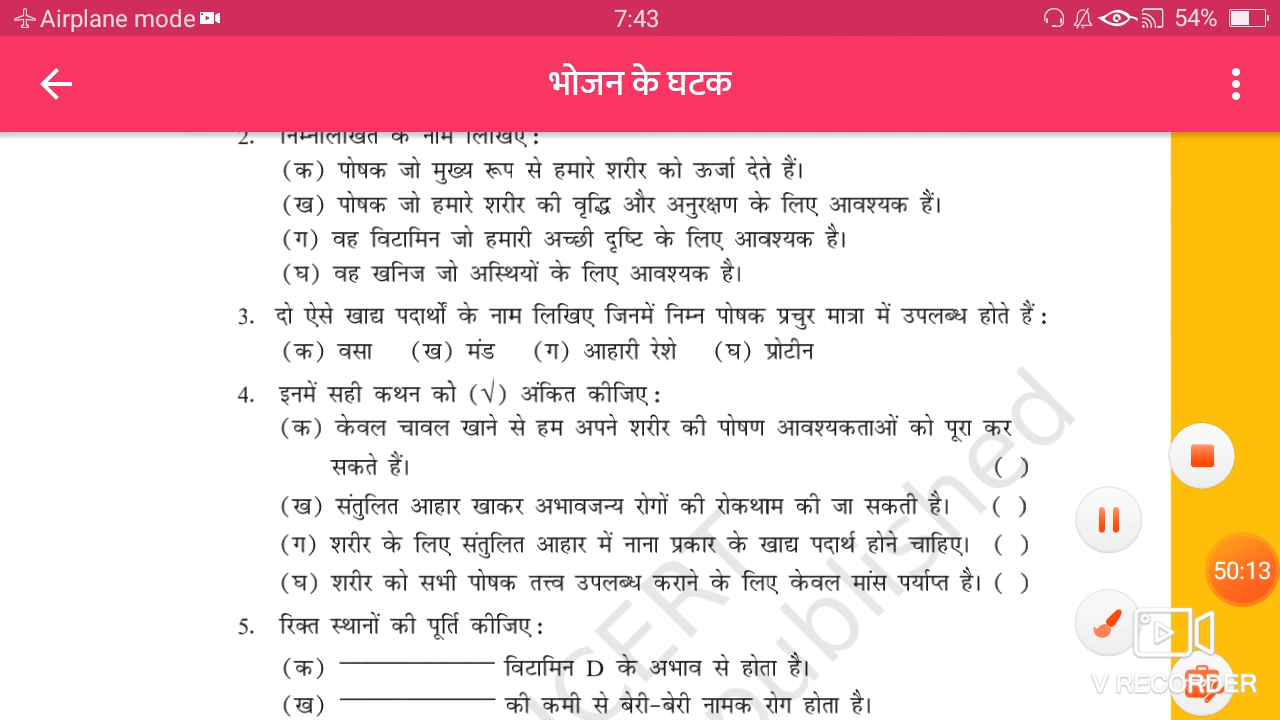 Airplane mode 7:43 54%
भोजन के घटक
2. निम्नलिखित के नाम लिखिए :
(क) पोषक जो मुख्य रूप से हमारे शरीर को ऊर्जा देते हैं।
(ख) पोषक जो हमारे शरीर की वृद्धि और अनुरक्षण के लिए आवश्यक हैं।
(ग) वह विटामिन जो हमारी अच्छी दृष्टि के लिए आवश्यक है।
(घ) वह खनिज जो अस्थियों के लिए आवश्यक है।
3. दो ऐसे खाद्य पदार्थों के नाम लिखिए जिनमें निम्न पोषक प्रचुर मात्रा में उपलब्ध होते हैं :
(क) वसा (ख) मंड (ग) आहारी रेशे (घ) प्रोटीन
4. इनमें सही कथन को (√) अंकित कीजिए :
(क) केवल चावल खाने से हम अपने शरीर की पोषण आवश्यकताओं को पूरा कर
सकते हैं। ( )
(ख) संतुलित आहार खाकर अभावजन्य रोगों की रोकथाम की जा सकती है। ( )
(ग) शरीर के लिए संतुलित आहार में नाना प्रकार के खाद्य पदार्थ होने चाहिए। ( )
(घ) शरीर को सभी पोषक तत्त्व उपलब्ध कराने के लिए केवल मांस पर्याप्त है। ( )
50:13
5. रिक्त स्थानों की पूर्ति कीजिए :
(क) ____________ विटामिन D के अभाव से होता है।
(ख) ____________ की कमी से बेरी-बेरी नामक रोग होता है।
NCERT
published
V RECORDER